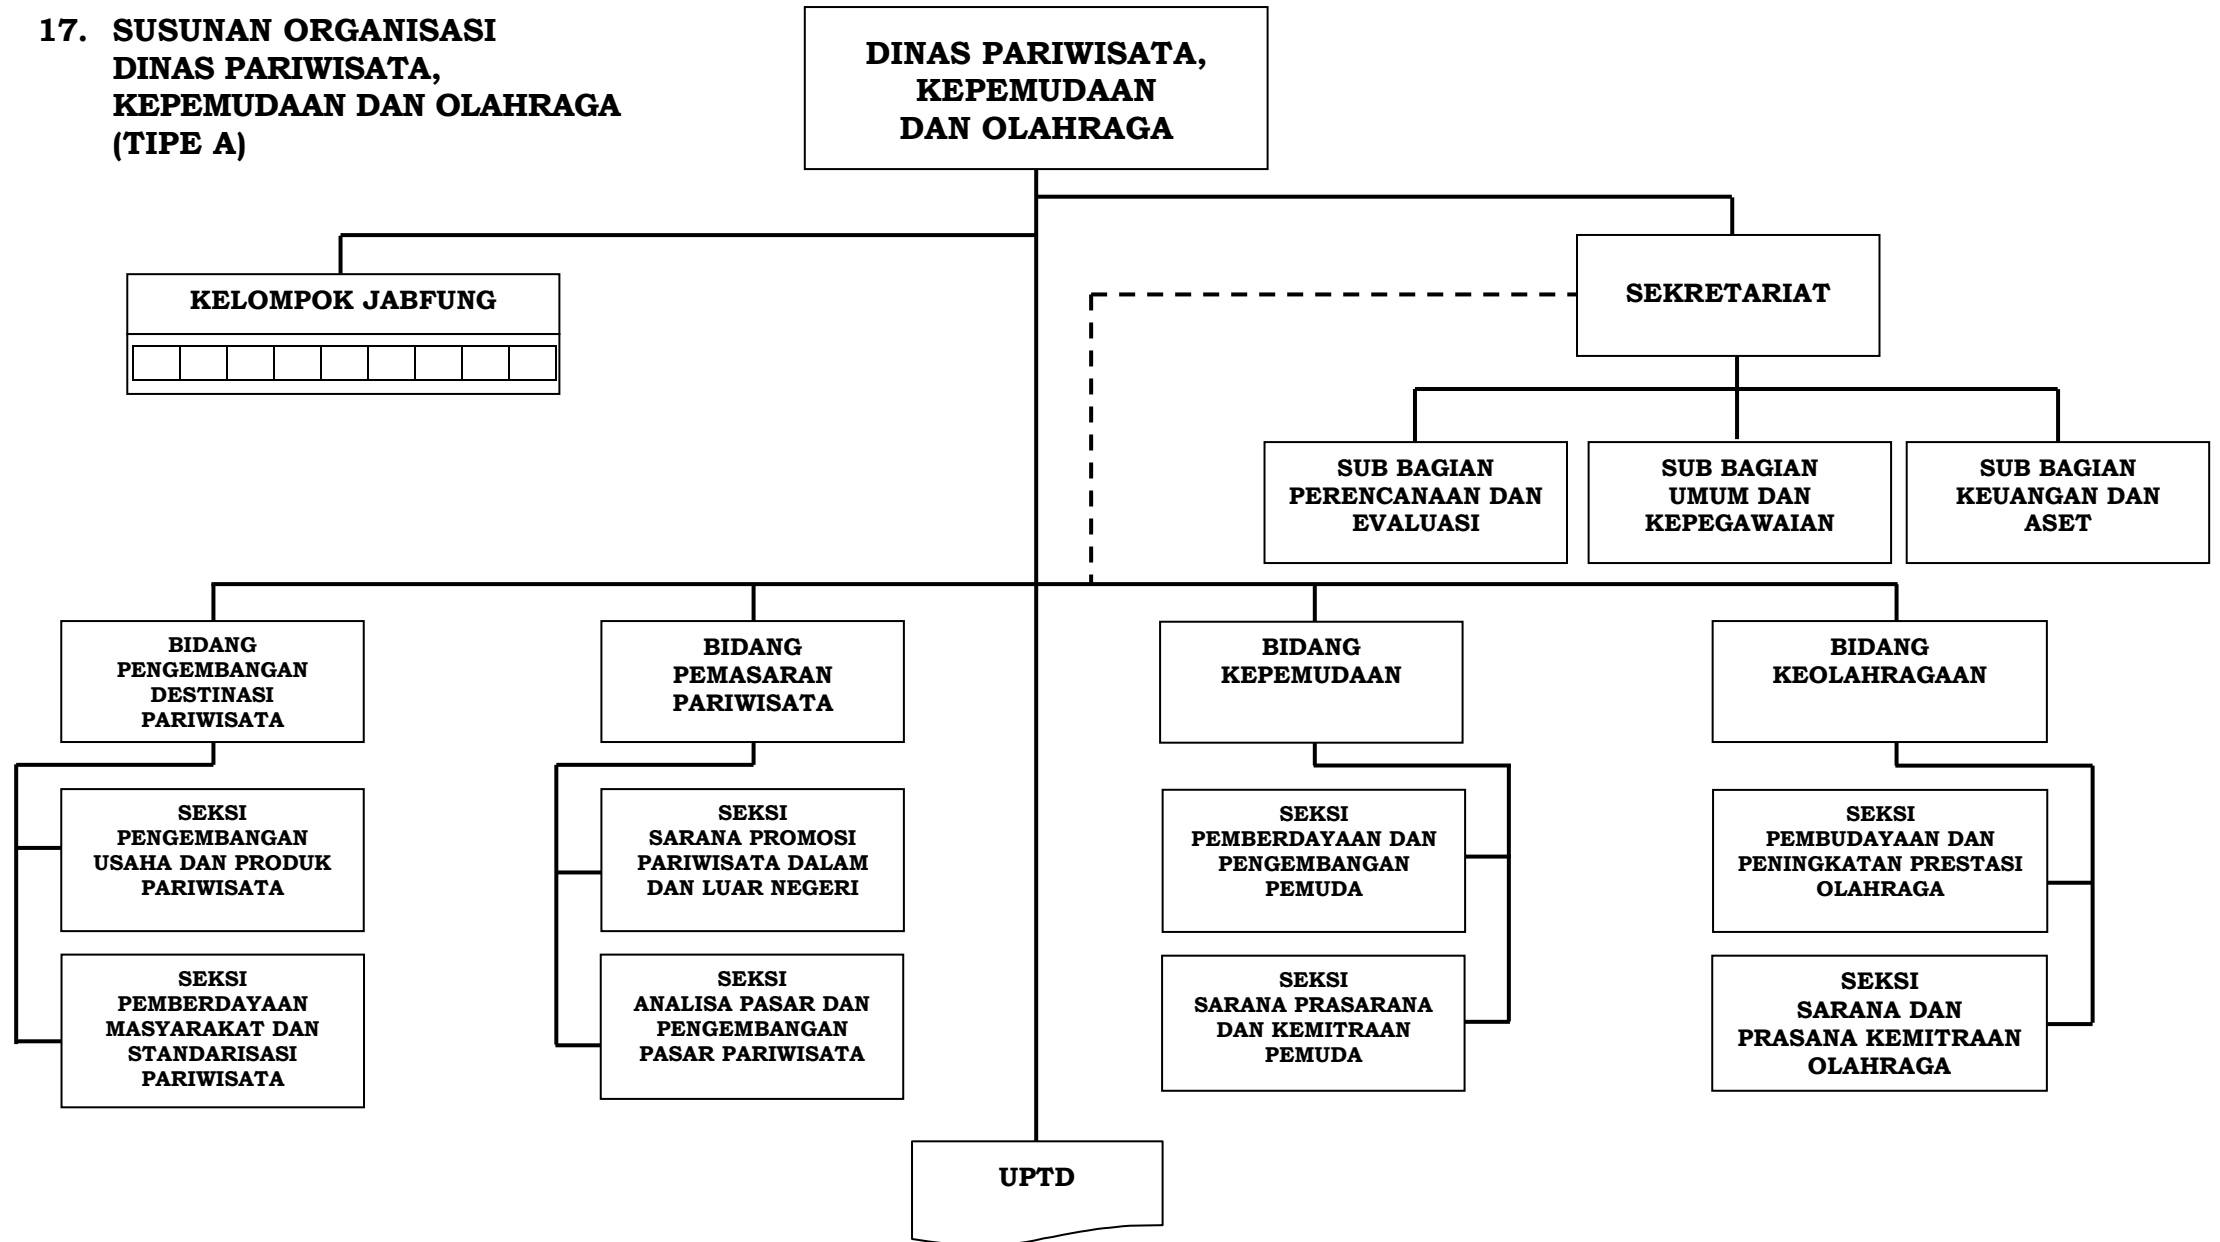 17. SUSUNAN ORGANISASI
DINAS PARIWISATA,
KEPEMUDAAN DAN OLAHRAGA
(TIPE A)
DINAS PARIWISATA,
KEPEMUDAAN
DAN OLAHRAGA
KELOMPOK JABFUNG
SEKRETARIAT
SUB BAGIAN
PERENCANAAN DAN
EVALUASI
SUB BAGIAN
UMUM DAN
KEPEGAWAIAN
SUB BAGIAN
KEUANGAN DAN
ASET
BIDANG
PENGEMBANGAN
DESTINASI
PARIWISATA
BIDANG
PEMASARAN
PARIWISATA
BIDANG
KEPEMUDAAN
BIDANG
KEOLAHRAGAAN
SEKSI
PENGEMBANGAN
USAHA DAN PRODUK
PARIWISATA
SEKSI
SARANA PROMOSI
PARIWISATA DALAM
DAN LUAR NEGERI
SEKSI
PEMBERDAYAAN DAN
PENGEMBANGAN
PEMUDA
SEKSI
PEMBUDAYAAN DAN
PENINGKATAN PRESTASI
OLAHRAGA
SEKSI
PEMBERDAYAAN
MASYARAKAT DAN
STANDARISASI
PARIWISATA
SEKSI
ANALISA PASAR DAN
PENGEMBANGAN
PASAR PARIWISATA
SEKSI
SARANA PRASARANA
DAN KEMITRAAN
PEMUDA
SEKSI
SARANA DAN
PRASANA KEMITRAAN
OLAHRAGA
UPTD